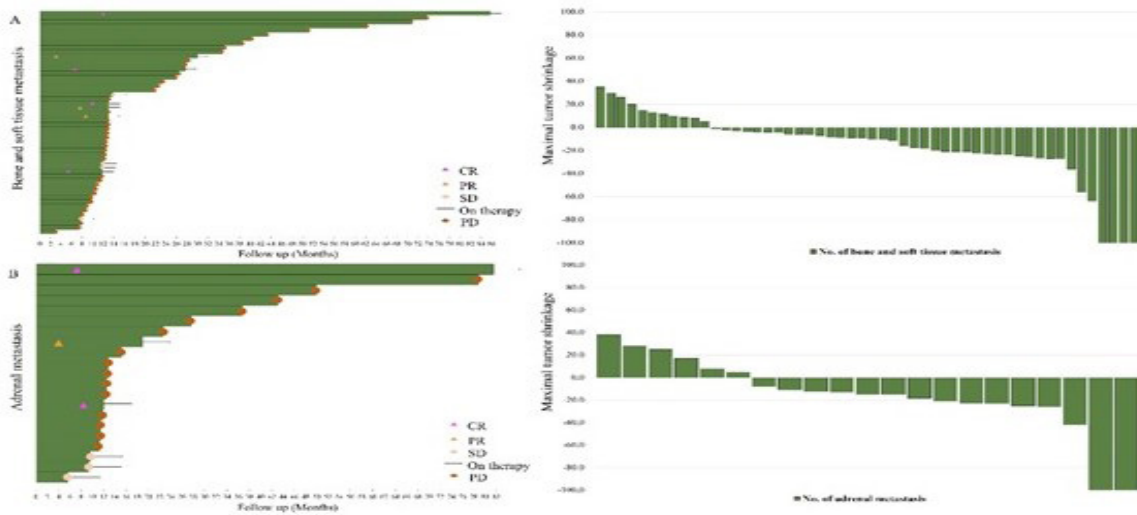 A
Bone and soft tissue metastasis
CR
PR
SD
On therapy
PD
Follow up (Months)
Maximal tumor shrinkage
100.0
80.0
60.0
40.0
20.0
0.0
-20.0
-40.0
-60.0
-80.0
-100.0
No. of bone and soft tissue metastasis
B
Adrenal metastasis
CR
PR
SD
On therapy
PD
Follow up (Months)
Maximal tumor shrinkage
100.0
80.0
60.0
40.0
20.0
0.0
-20.0
-40.0
-60.0
-80.0
-100.0
No. of adrenal metastasis